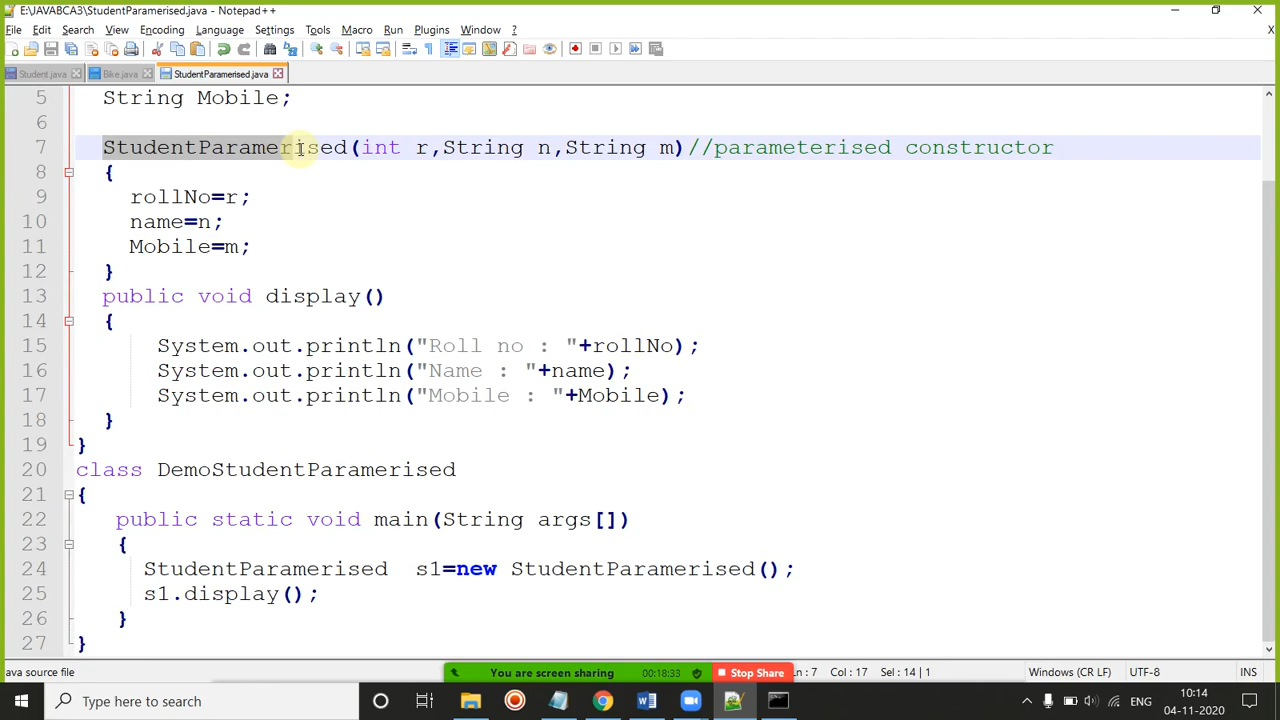 E:\JAVABCA3\StudentParamerised.java - Notepad++
File Edit Search View Encoding Language Settings Tools Macro Run Plugins Window ? X
Student.java Bike.java StudentParamerised.java
5 String Mobile;
6
7 StudentParamerised(int r,String n,String m)//parameterised constructor
8 {
9 rollNo=r;
10 name=n;
11 Mobile=m;
12 }
13 public void display()
14 {
15 System.out.println("Roll no : "+rollNo);
16 System.out.println("Name : "+name);
17 System.out.println("Mobile : "+Mobile);
18 }
19 }
20 class DemoStudentParamerised
21 {
22 public static void main(String args[])
23 {
24 StudentParamerised s1=new StudentParamerised();
25 s1.display();
26 }
27 }
ava source file You are screen sharing 00:18:33 Stop Share Ln : 7 Col : 17 Sel : 14 | 1 Windows (CR LF) UTF-8 INS
Type here to search ENG 10:14
04-11-2020